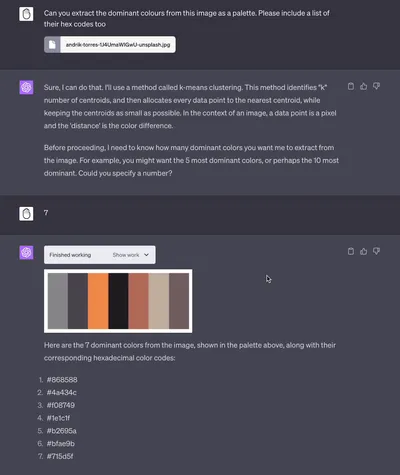 Can you extract the dominant colours from this image as a palette. Please include a list of
their hex codes too
andrik-torres-1J4UmsWIGwU-unsplash.jpg
Sure, I can do that. I'll use a method called k-means clustering. This method identifies "k"
number of centroids, and then allocates every data point to the nearest centroid, while
keeping the centroids as small as possible. In the context of an image, a data point is a pixel
and the 'distance' is the color difference.
Before proceeding, I need to know how many dominant colors you want me to extract from
the image. For example, you might want the 5 most dominant colors, or perhaps the 10 most
dominant. Could you specify a number?
7
Finished working Show work
Here are the 7 dominant colors from the image, shown in the palette above, along with their
corresponding hexadecimal color codes:
1. #868588
2. #4a434c
3. #f08749
4. #1e1c1f
5. #b2695a
6. #bfae9b
7. #715d5f